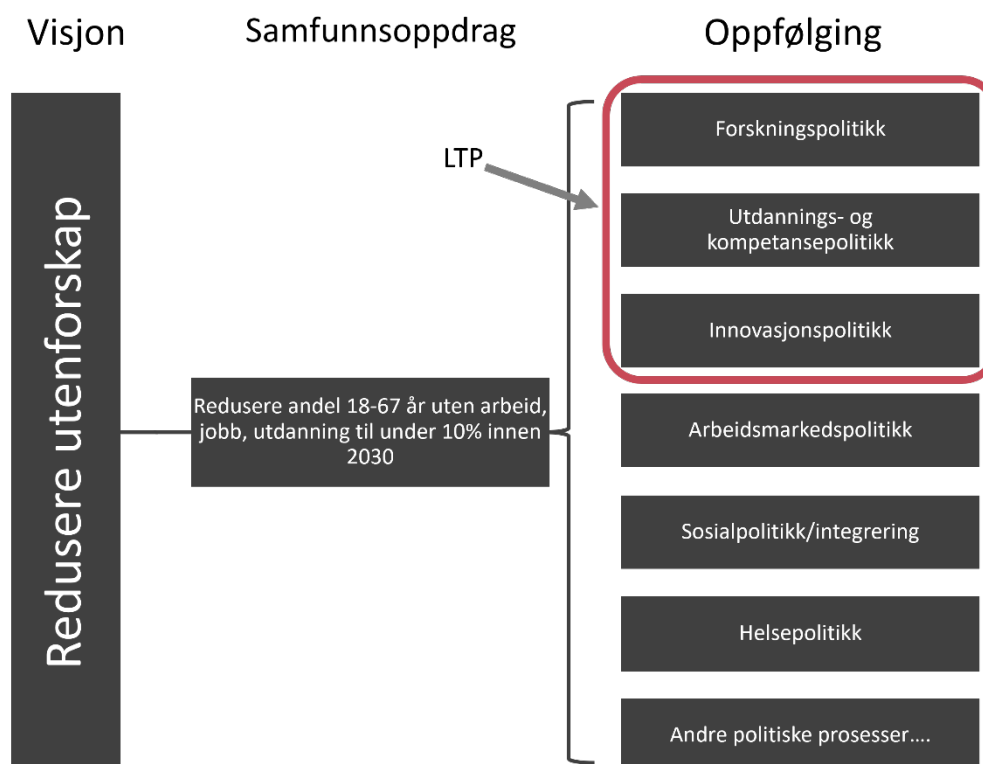 Visjon
Samfunnsoppdrag
Oppfølging
Redusere utenforskap
LTP
Redusere andel 18-67 år uten arbeid,
jobb, utdanning til under 10% innen
2030
Forskningspolitikk
Utdannings- og
kompetansepolitikk
Innovasjonspolitikk
Arbeidsmarkedspolitikk
Sosialpolitikk/integrering
Helsepolitikk
Andre politiske prosesser....